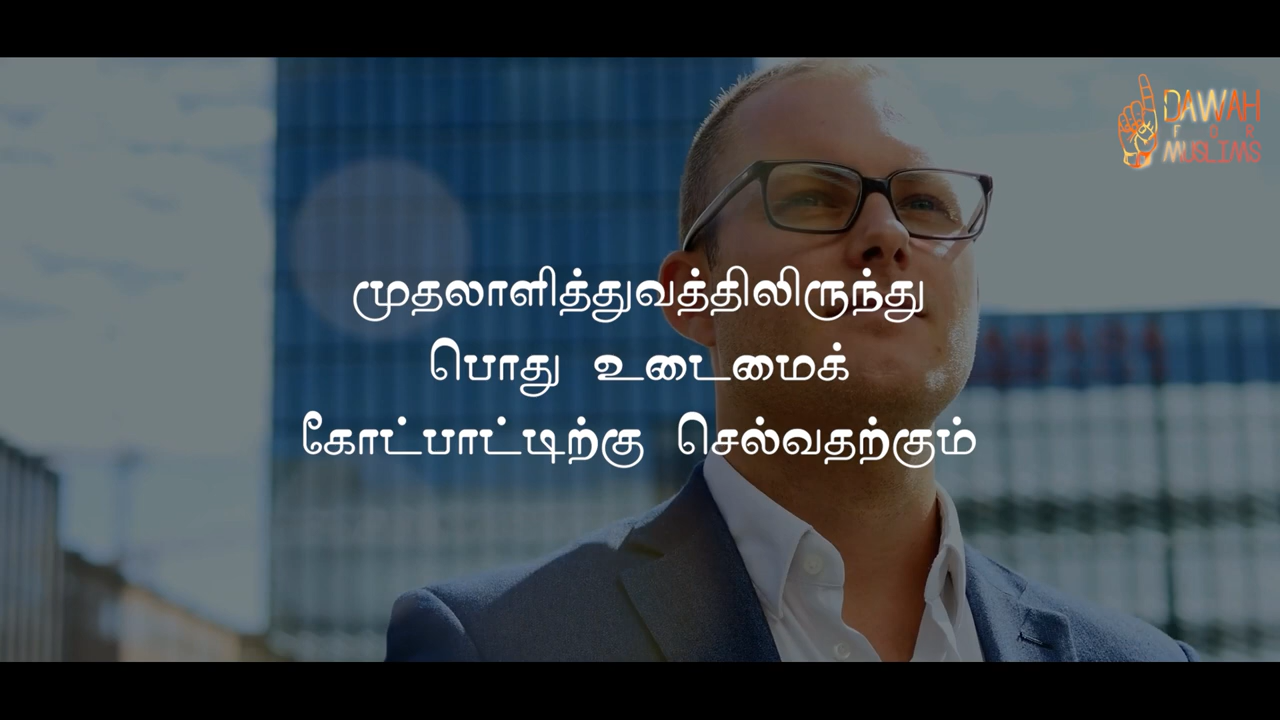 முதலாளித்துவத்திலிருந்து
பொது உடைமைக்
கோட்பாட்டிற்கு செல்வதற்கும்
DAWAH
FOR
MUSLIMS